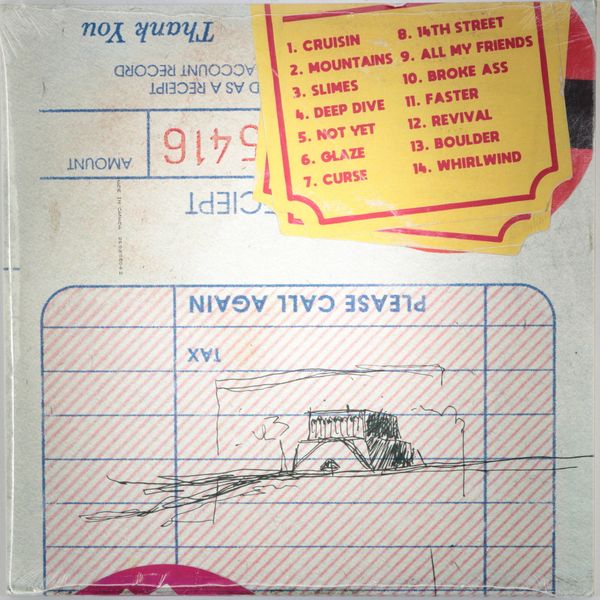 Thank You
D AS A RECEIPT
ACCOUNT RECORD
AMOUNT
5416
CIEPT
1. CRUISIN
2. MOUNTAINS
3. SLIMES
4. DEEP DIVE
5. NOT YET
6. GLAZE
7. CURSE
8. 14TH STREET
9. ALL MY FRIENDS
10. BROKE ASS
11. FASTER
12. REVIVAL
13. BOULDER
14. WHIRLWIND
PLEASE CALL AGAIN
TAX